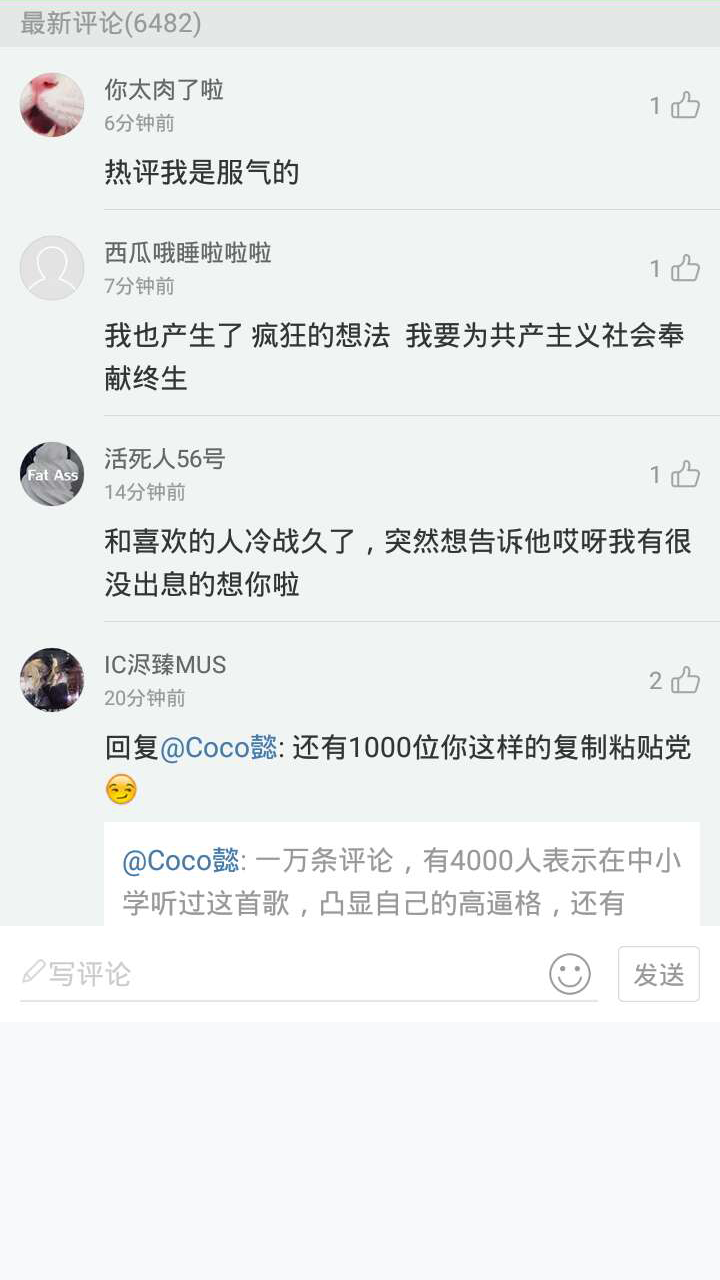 最新评论(6482)
你太肉了啦
6分钟前
1
热评我是服气的
西瓜哦睡啦啦啦
7分钟前
1
我也产生了 疯狂的想法 我要为共产主义社会奉
献终生
Fat Ass
活死人56号
14分钟前
1
和喜欢的人冷战久了，突然想告诉他哎呀我有很
没出息的想你啦
IC浕臻MUS
20分钟前
2
回复@Coco懿: 还有1000位你这样的复制粘贴党
@Coco懿: 一万条评论，有4000人表示在中小
学听过这首歌，凸显自己的高逼格，还有
写评论
发送